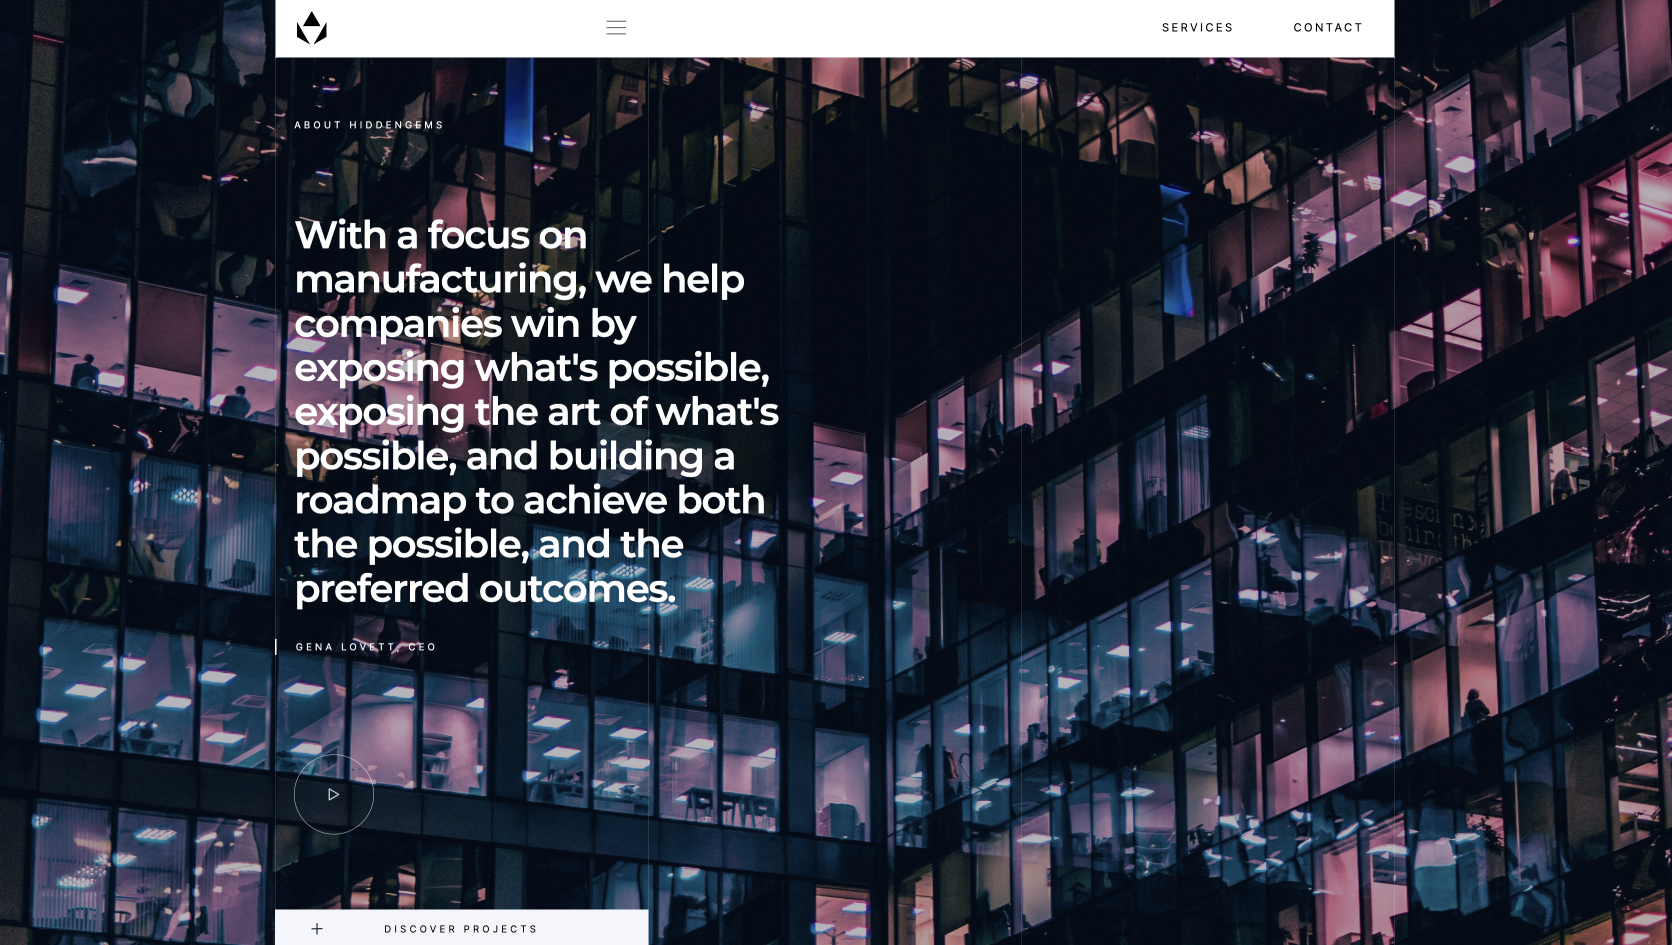 SERVICES
CONTACT
ABOUT HIDDENGEMS
With a focus on
manufacturing, we help
companies win by
exposing what's possible,
exposing the art of what's
possible, and building a
roadmap to achieve both
the possible, and the
preferred outcomes.
GENA LOVETT, CEO
DISCOVER PROJECTS